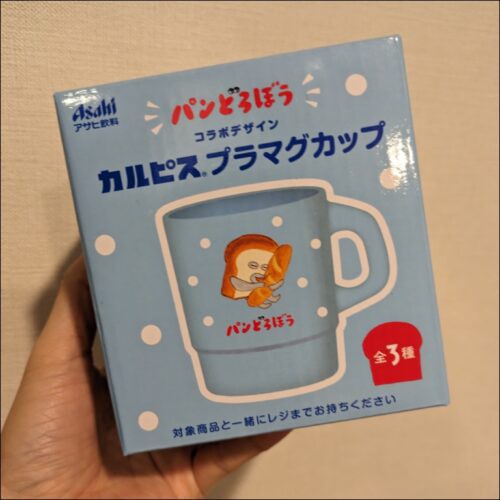 Asahi
アサヒ飲料
パンどろぼう
コラボデザイン
カルピス®プラマグカップ
パンどろぼう
全3種
対象商品と一緒にレジまでお持ちください